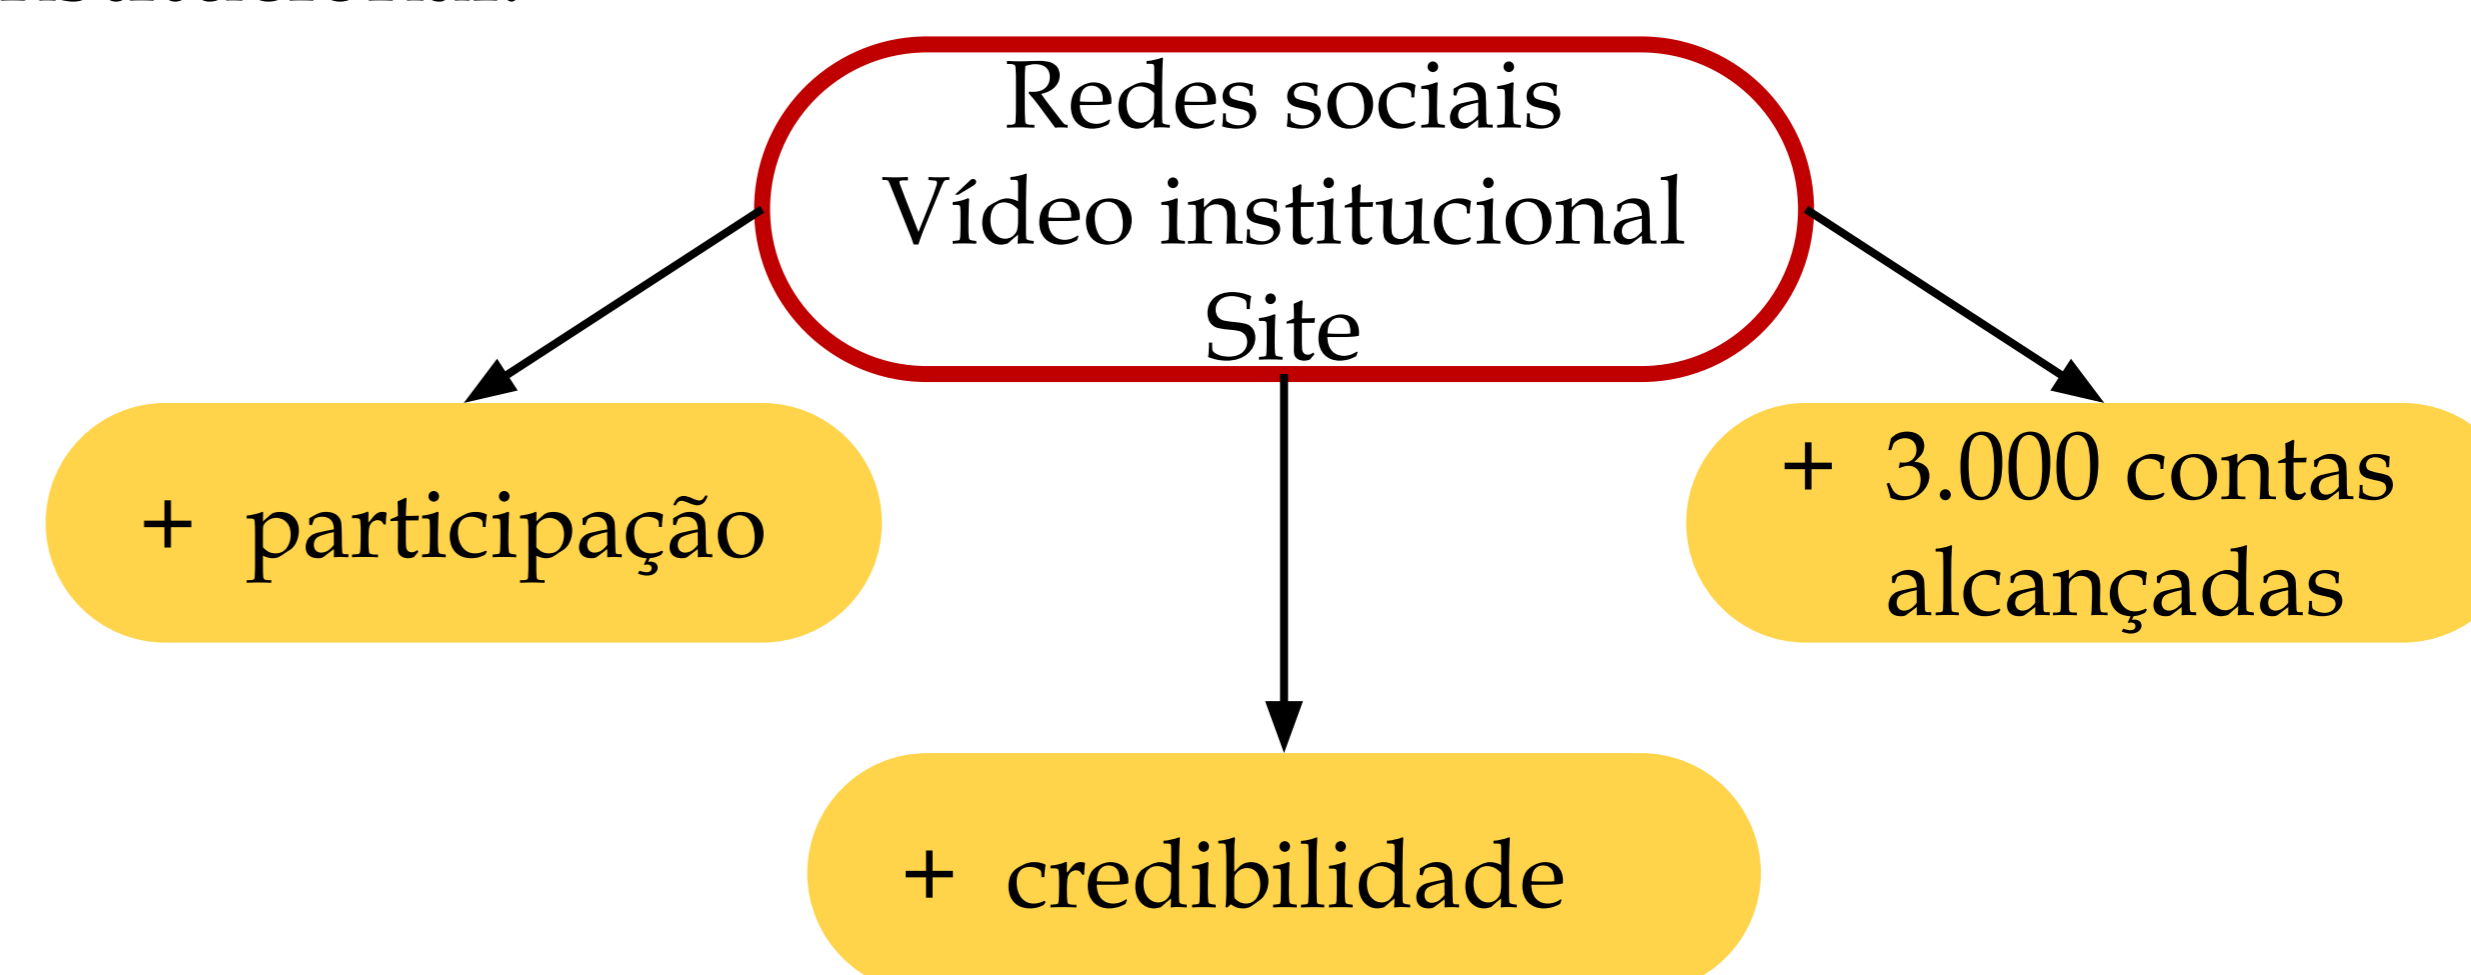 Redes sociais
Vídeo institucional
Site
+ participação
+ 3.000 contas
alcançadas
+ credibilidade